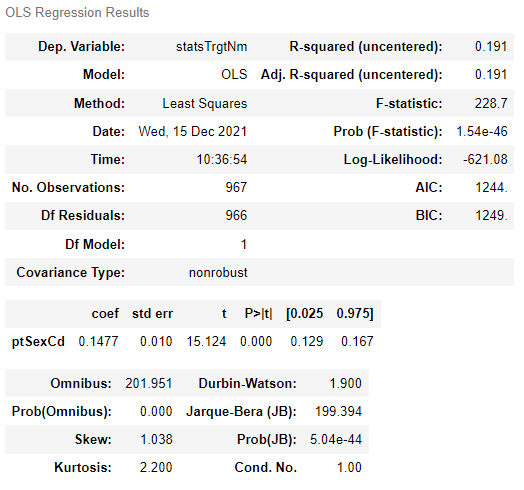 OLS Regression Results
Dep. Variable: statsTrgtNm R-squared (uncentered): 0.191
Model: OLS Adj. R-squared (uncentered): 0.191
Method: Least Squares F-statistic: 228.7
Date: Wed, 15 Dec 2021 Prob (F-statistic): 1.54e-46
Time: 10:36:54 Log-Likelihood: -621.08
No. Observations: 967 AIC: 1244.
Df Residuals: 966 BIC: 1249.
Df Model: 1
Covariance Type: nonrobust
coef std err t P>|t| [0.025 0.975]
ptSexCd 0.1477 0.010 15.124 0.000 0.129 0.167
Omnibus: 201.951 Durbin-Watson: 1.900
Prob(Omnibus): 0.000 Jarque-Bera (JB): 199.394
Skew: 1.038 Prob(JB): 5.04e-44
Kurtosis: 2.200 Cond. No. 1.00